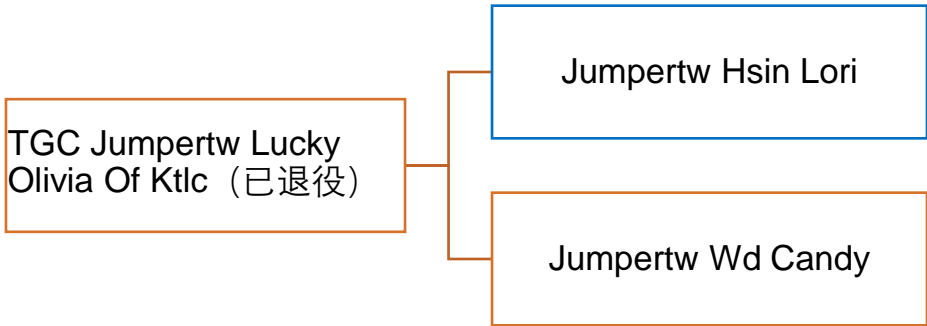 Jumpertw Hsin Lori
TGC Jumpertw Lucky
Olivia Of Ktlc（已退役）
Jumpertw Wd Candy